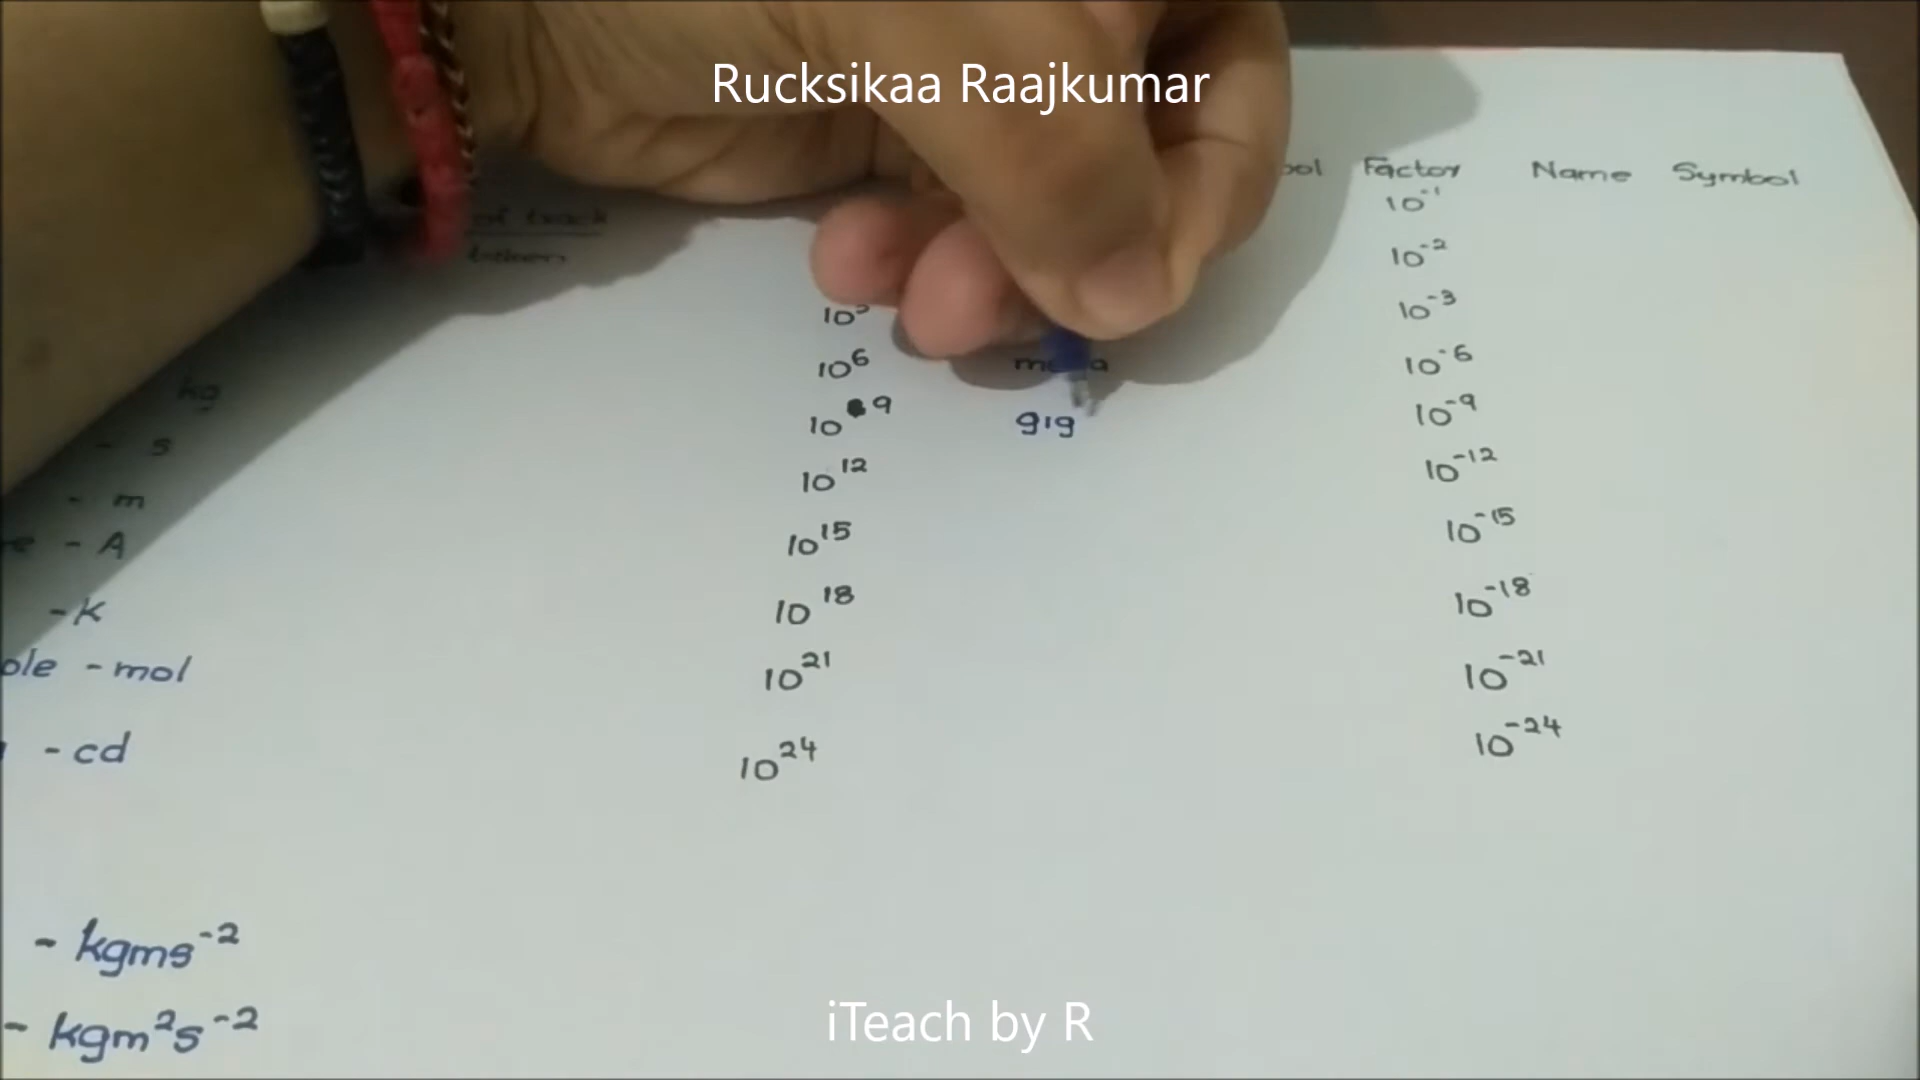 Rucksikaa Raajkumar
Factor Name Symbol
10⁻¹
10⁻²
10⁻³
10⁶ 10⁻⁶
10⁹ gig 10⁻⁹
10¹² 10⁻¹²
10¹⁵ 10⁻¹⁵
10¹⁸ 10⁻¹⁸
10²¹ 10⁻²¹
10²⁴ 10⁻²⁴
of track
kg
- s
- m
- A
- K
ole - mol
- cd
- kgms⁻²
- kgm²s⁻²
iTeach by R